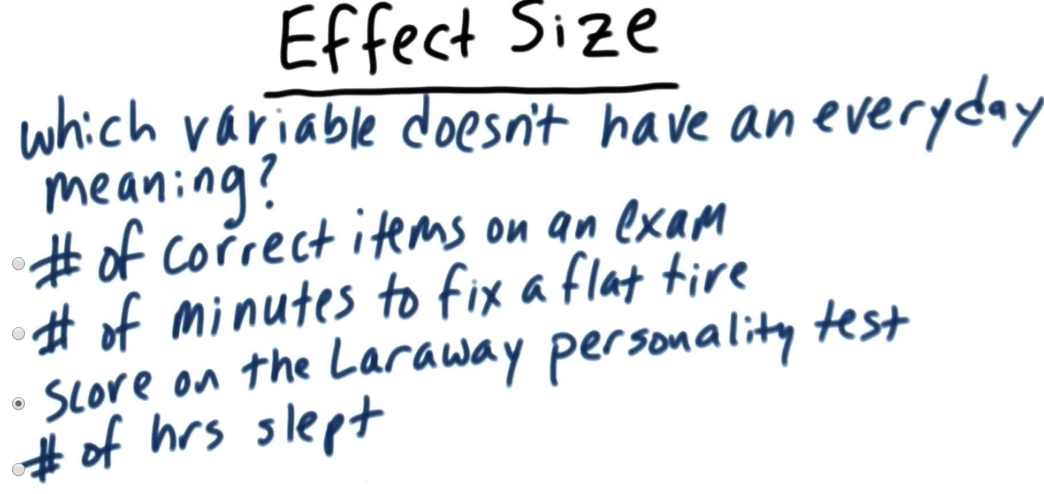 Effect Size
which variable doesn't have an everyday
meaning?
# of correct items on an exam
# of minutes to fix a flat tire
score on the Laraway personality test
# of hrs slept